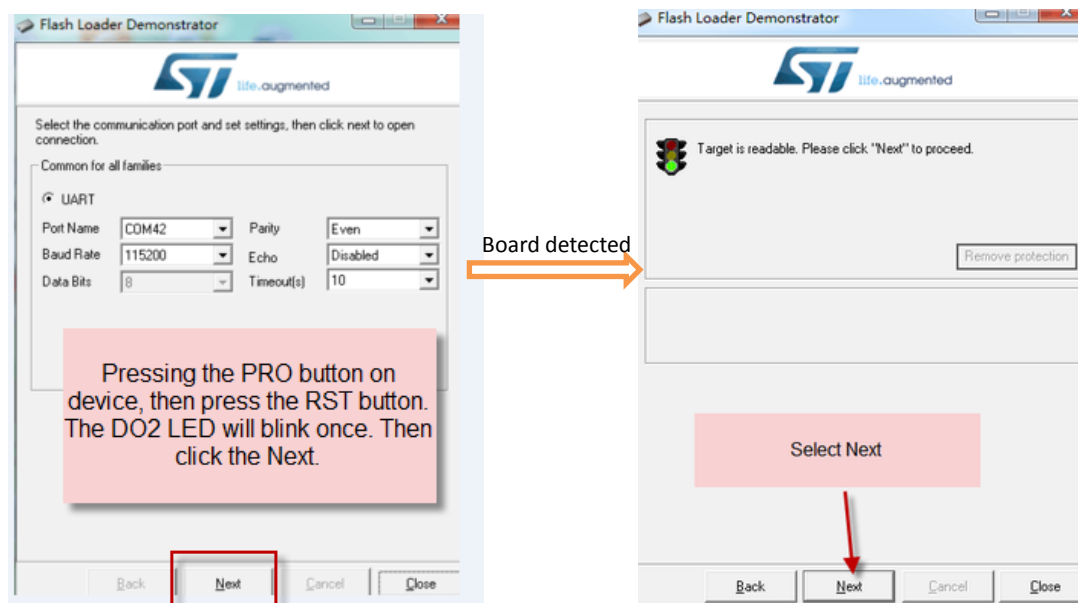 Flash Loader Demonstrator
ST life.augmented
Select the communication port and set settings, then click next to open
connection.
Common for all families
UART
Port Name COM42 Parity Even
Baud Rate 115200 Echo Disabled
Data Bits 8 Timeout(s) 10
Pressing the PRO button on
device, then press the RST button.
The DO2 LED will blink once. Then
click the Next.
Back Next Cancel Close
Board detected
Flash Loader Demonstrator
ST life.augmented
Target is readable. Please click "Next" to proceed.
Remove protection
Select Next
Back Next Cancel Close